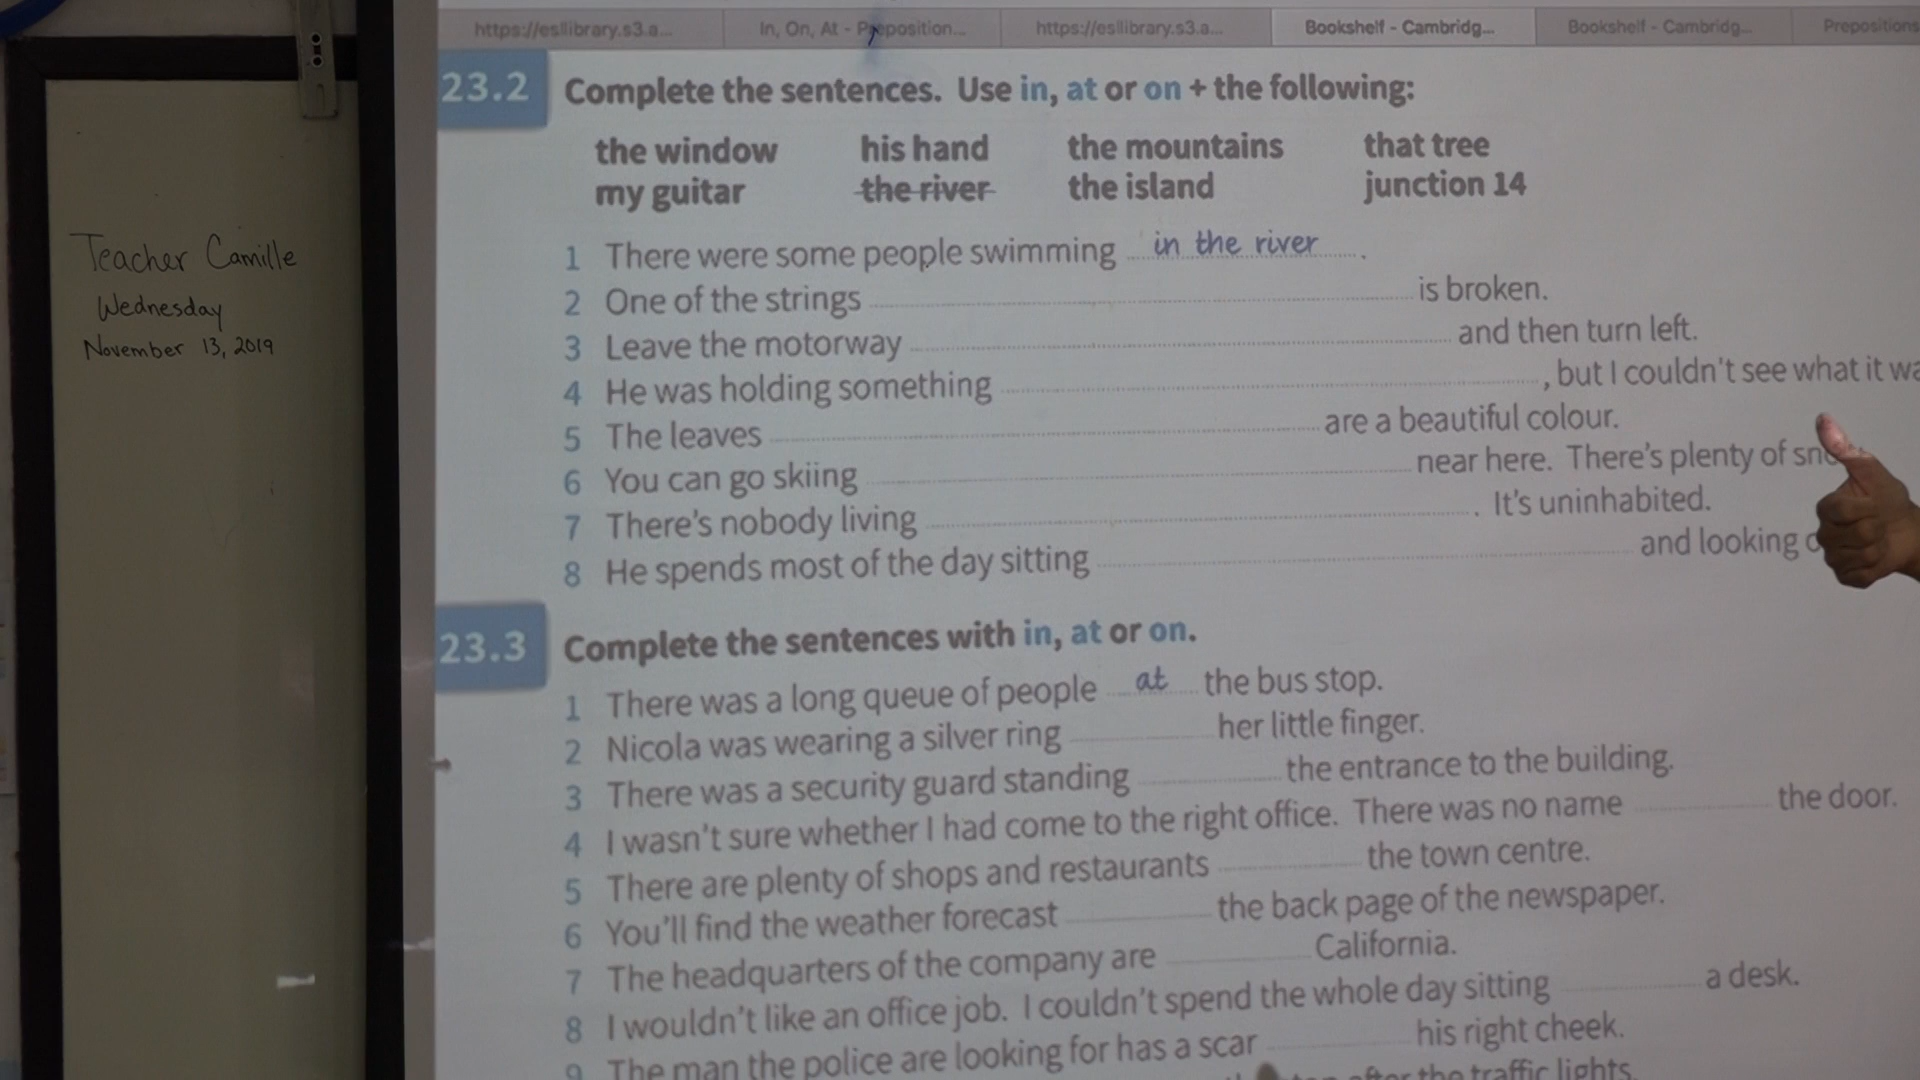 https://esllibrary.s3.a...
In, On, At - Preposition...
https://esllibrary.s3.a...
Bookshelf - Cambridg...
Bookshelf - Cambridg...
Prepositions
Teacher Camille
Wednesday
November 13, 2019
23.2 Complete the sentences. Use in, at or on + the following:
the window his hand the mountains that tree
my guitar the river the island junction 14
1 There were some people swimming in the river .
2 One of the strings is broken.
3 Leave the motorway and then turn left.
4 He was holding something , but I couldn't see what it wa
5 The leaves are a beautiful colour.
6 You can go skiing near here. There's plenty of
7 There's nobody living . It's uninhabited.
8 He spends most of the day sitting and looking
23.3 Complete the sentences with in, at or on.
1 There was a long queue of people at the bus stop.
2 Nicola was wearing a silver ring her little finger.
3 There was a security guard standing the entrance to the building.
4 I wasn't sure whether I had come to the right office. There was no name the door.
5 There are plenty of shops and restaurants the town centre.
6 You'll find the weather forecast the back page of the newspaper.
7 The headquarters of the company are California.
8 I wouldn't like an office job. I couldn't spend the whole day sitting a desk.
9 The man the police are looking for has a scar his right cheek.
after the traffic lights